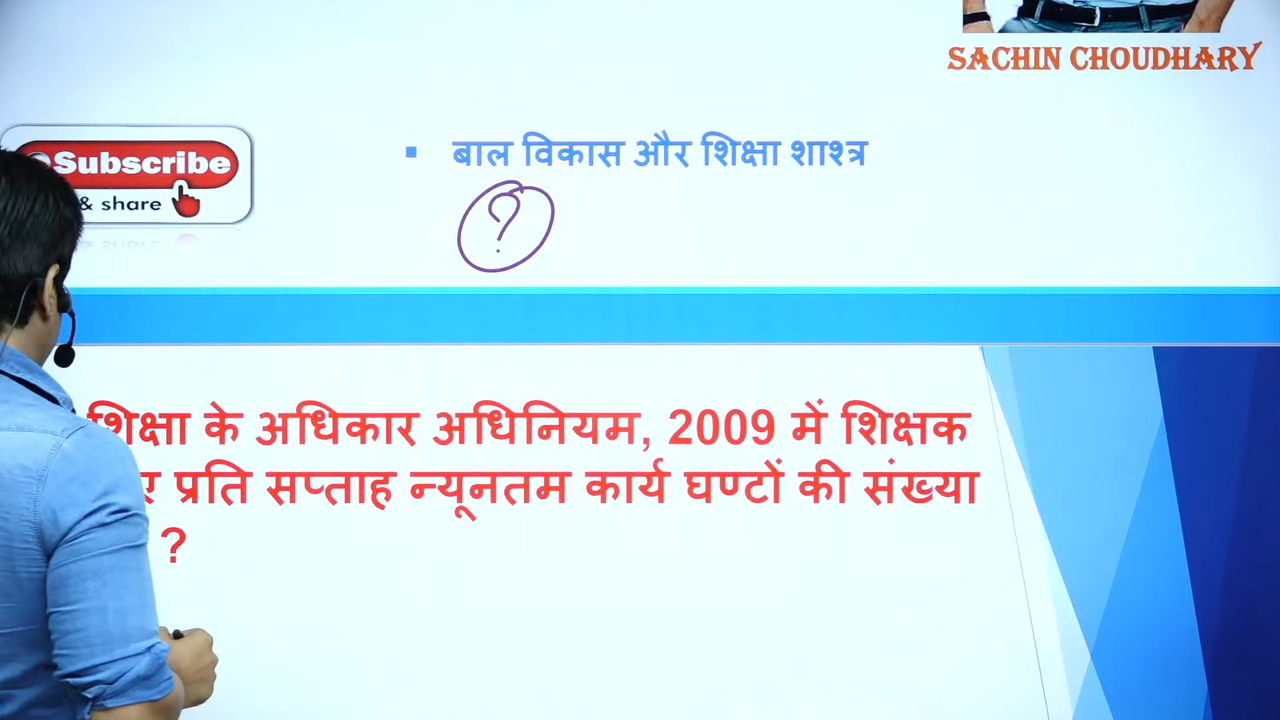 SACHIN CHOUDHARY
Subscribe
& share
▪ बाल विकास और शिक्षा शाश्त्र
?
शिक्षा के अधिकार अधिनियम, 2009 में शिक्षक
प्रति सप्ताह न्यूनतम कार्य घण्टों की संख्या
?